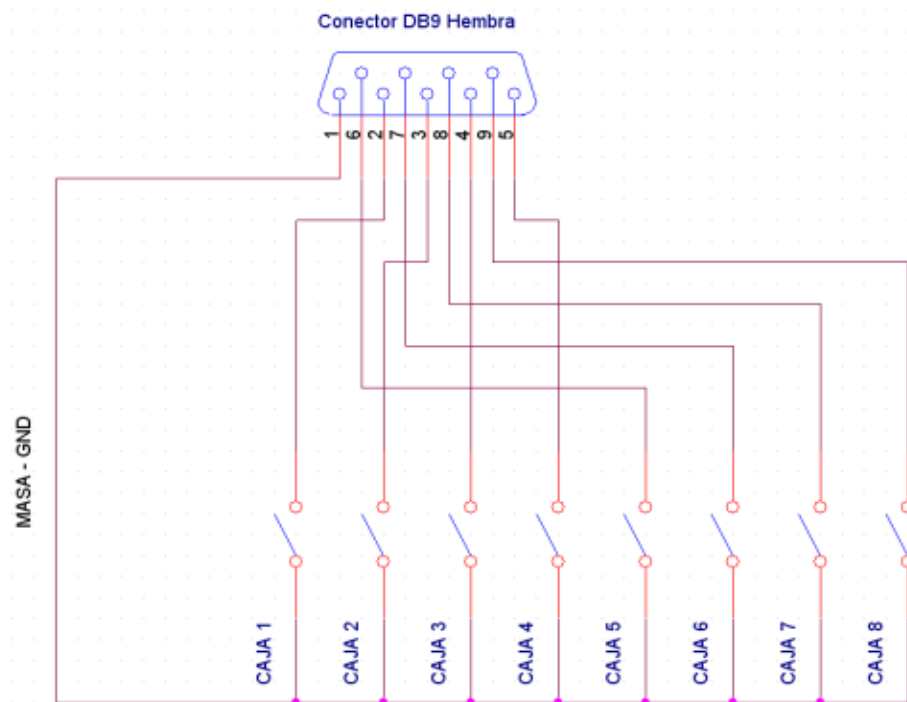 Conector DB9 Hembra
1
6
2
7
3
8
4
9
5
MASA - GND
CAJA 1
CAJA 2
CAJA 3
CAJA 4
CAJA 5
CAJA 6
CAJA 7
CAJA 8